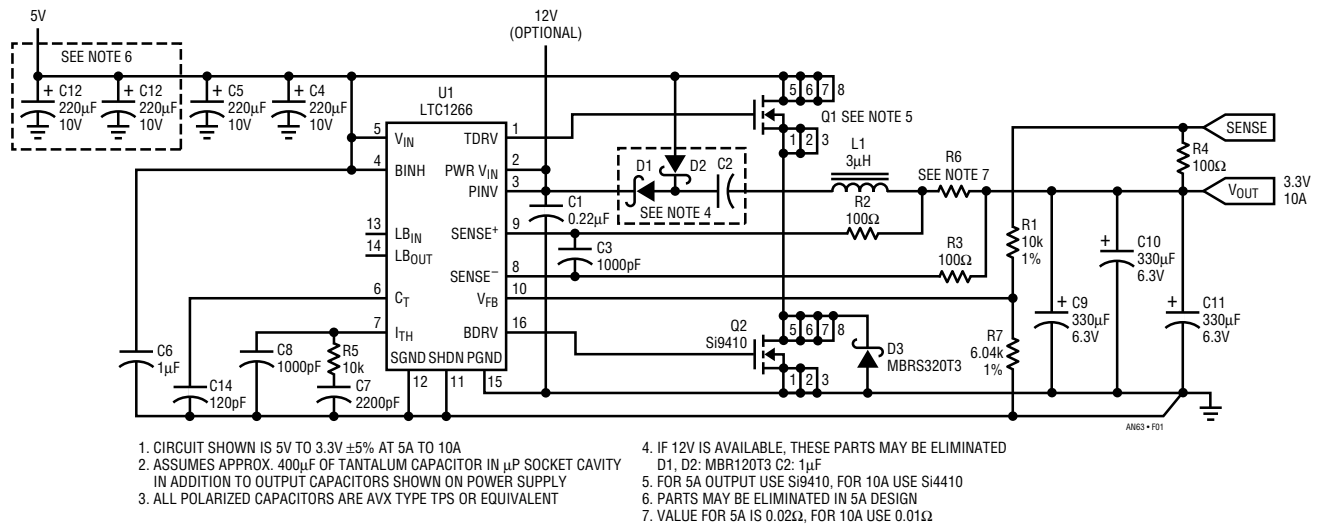 5V
12V
(OPTIONAL)
SEE NOTE 6
+ C12
220µF
10V
+ C12
220µF
10V
+ C5
220µF
10V
+ C4
220µF
10V
U1
LTC1266
5 VIN
4 BINH
13 LBIN
14 LBOUT
6 CT
7 ITH
SGND SHDN PGND
12 11 15
TDRV 1
PWR VIN 2
PINV 3
SENSE+ 9
SENSE− 8
VFB 10
BDRV 16
5 6 7 8
Q1 SEE NOTE 5
1 2 3
D1 D2 C2
SEE NOTE 4
C1
0.22µF
C3
1000pF
L1
3µH
R2
100Ω
R6
SEE NOTE 7
R3
100Ω
SENSE
R4
100Ω
VOUT 3.3V
10A
R1
10k
1%
R7
6.04k
1%
+ C10
330µF
6.3V
+ C9
330µF
6.3V
+ C11
330µF
6.3V
Q2
Si9410
5 6 7 8
1 2 3
D3
MBRS320T3
C6
1µF
C14
120pF
C8
1000pF
R5
10k
C7
2200pF
AN63 • F01
1. CIRCUIT SHOWN IS 5V TO 3.3V ±5% AT 5A TO 10A
2. ASSUMES APPROX. 400µF OF TANTALUM CAPACITOR IN µP SOCKET CAVITY
IN ADDITION TO OUTPUT CAPACITORS SHOWN ON POWER SUPPLY
3. ALL POLARIZED CAPACITORS ARE AVX TYPE TPS OR EQUIVALENT
4. IF 12V IS AVAILABLE, THESE PARTS MAY BE ELIMINATED
D1, D2: MBR120T3 C2: 1µF
5. FOR 5A OUTPUT USE Si9410, FOR 10A USE Si4410
6. PARTS MAY BE ELIMINATED IN 5A DESIGN
7. VALUE FOR 5A IS 0.02Ω, FOR 10A USE 0.01Ω